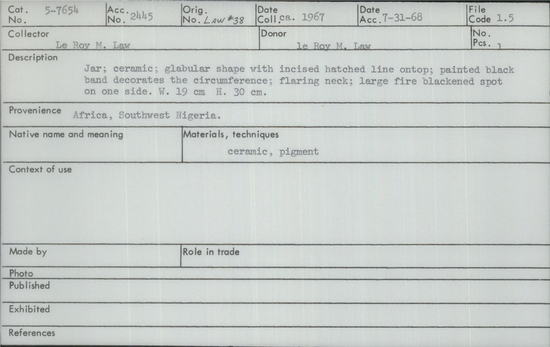 Cat. No. 5-7654 Acc. No. 2445 Orig. No. LAW #38 Date Coll. ca. 1967 Date Acc. 7-31-68 File Code 1.5
Collector Donor No. Pcs. 1
Le Roy M. Law le Roy M. Law
Description
Jar; ceramic; glabular shape with incised hatched line ontop; painted black
band decorates the circumference; flaring neck; large fire blackened spot
on one side. W. 19 cm H. 30 cm.
Provenience Africa, Southwest Nigeria.
Native name and meaning Materials, techniques
ceramic, pigment
Context of use
Made by Role in trade
Photo
Published
Exhibited
References